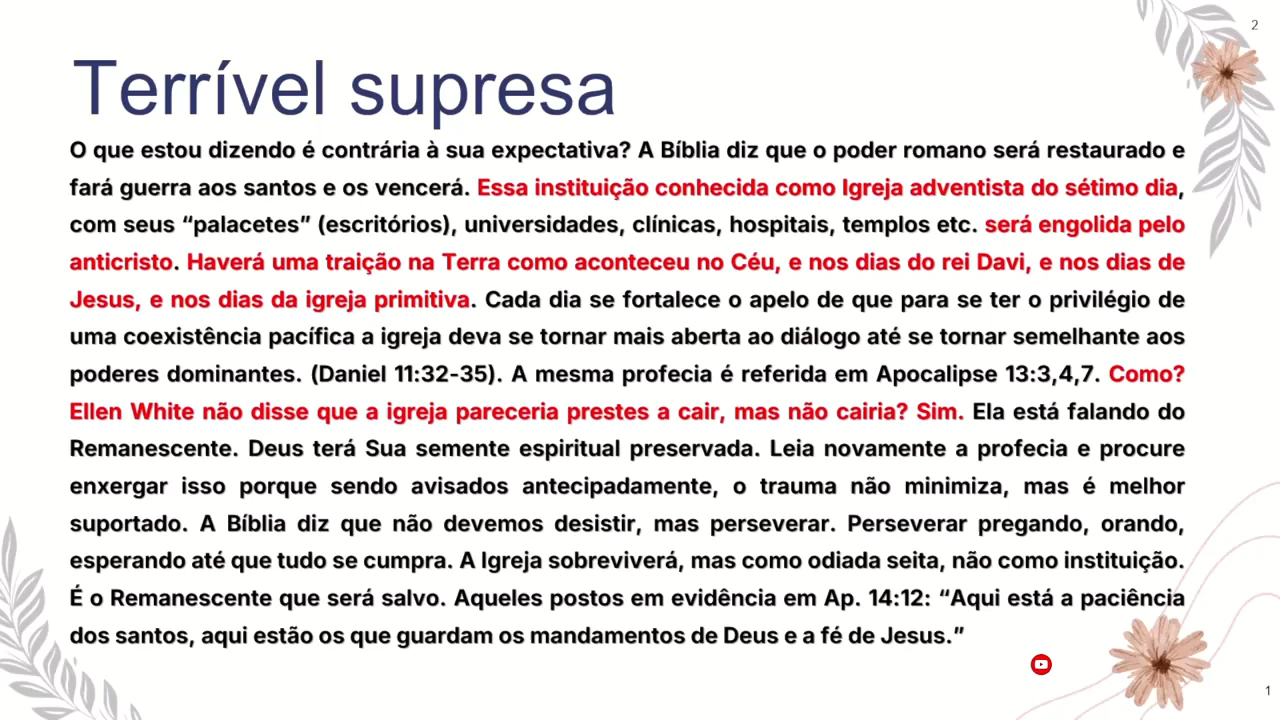 2
Terrível supresa
O que estou dizendo é contrária à sua expectativa? A Bíblia diz que o poder romano será restaurado e
fará guerra aos santos e os vencerá. Essa instituição conhecida como Igreja adventista do sétimo dia,
com seus “palacetes” (escritórios), universidades, clínicas, hospitais, templos etc. será engolida pelo
anticristo. Haverá uma traição na Terra como aconteceu no Céu, e nos dias do rei Davi, e nos dias de
Jesus, e nos dias da igreja primitiva. Cada dia se fortalece o apelo de que para se ter o privilégio de
uma coexistência pacífica a igreja deva se tornar mais aberta ao diálogo até se tornar semelhante aos
poderes dominantes. (Daniel 11:32-35). A mesma profecia é referida em Apocalipse 13:3,4,7. Como?
Ellen White não disse que a igreja pareceria prestes a cair, mas não cairia? Sim. Ela está falando do
Remanescente. Deus terá Sua semente espiritual preservada. Leia novamente a profecia e procure
enxergar isso porque sendo avisados antecipadamente, o trauma não minimiza, mas é melhor
suportado. A Bíblia diz que não devemos desistir, mas perseverar. Perseverar pregando, orando,
esperando até que tudo se cumpra. A Igreja sobreviverá, mas como odiada seita, não como instituição.
É o Remanescente que será salvo. Aqueles postos em evidência em Ap. 14:12: “Aqui está a paciência
dos santos, aqui estão os que guardam os mandamentos de Deus e a fé de Jesus.”
1